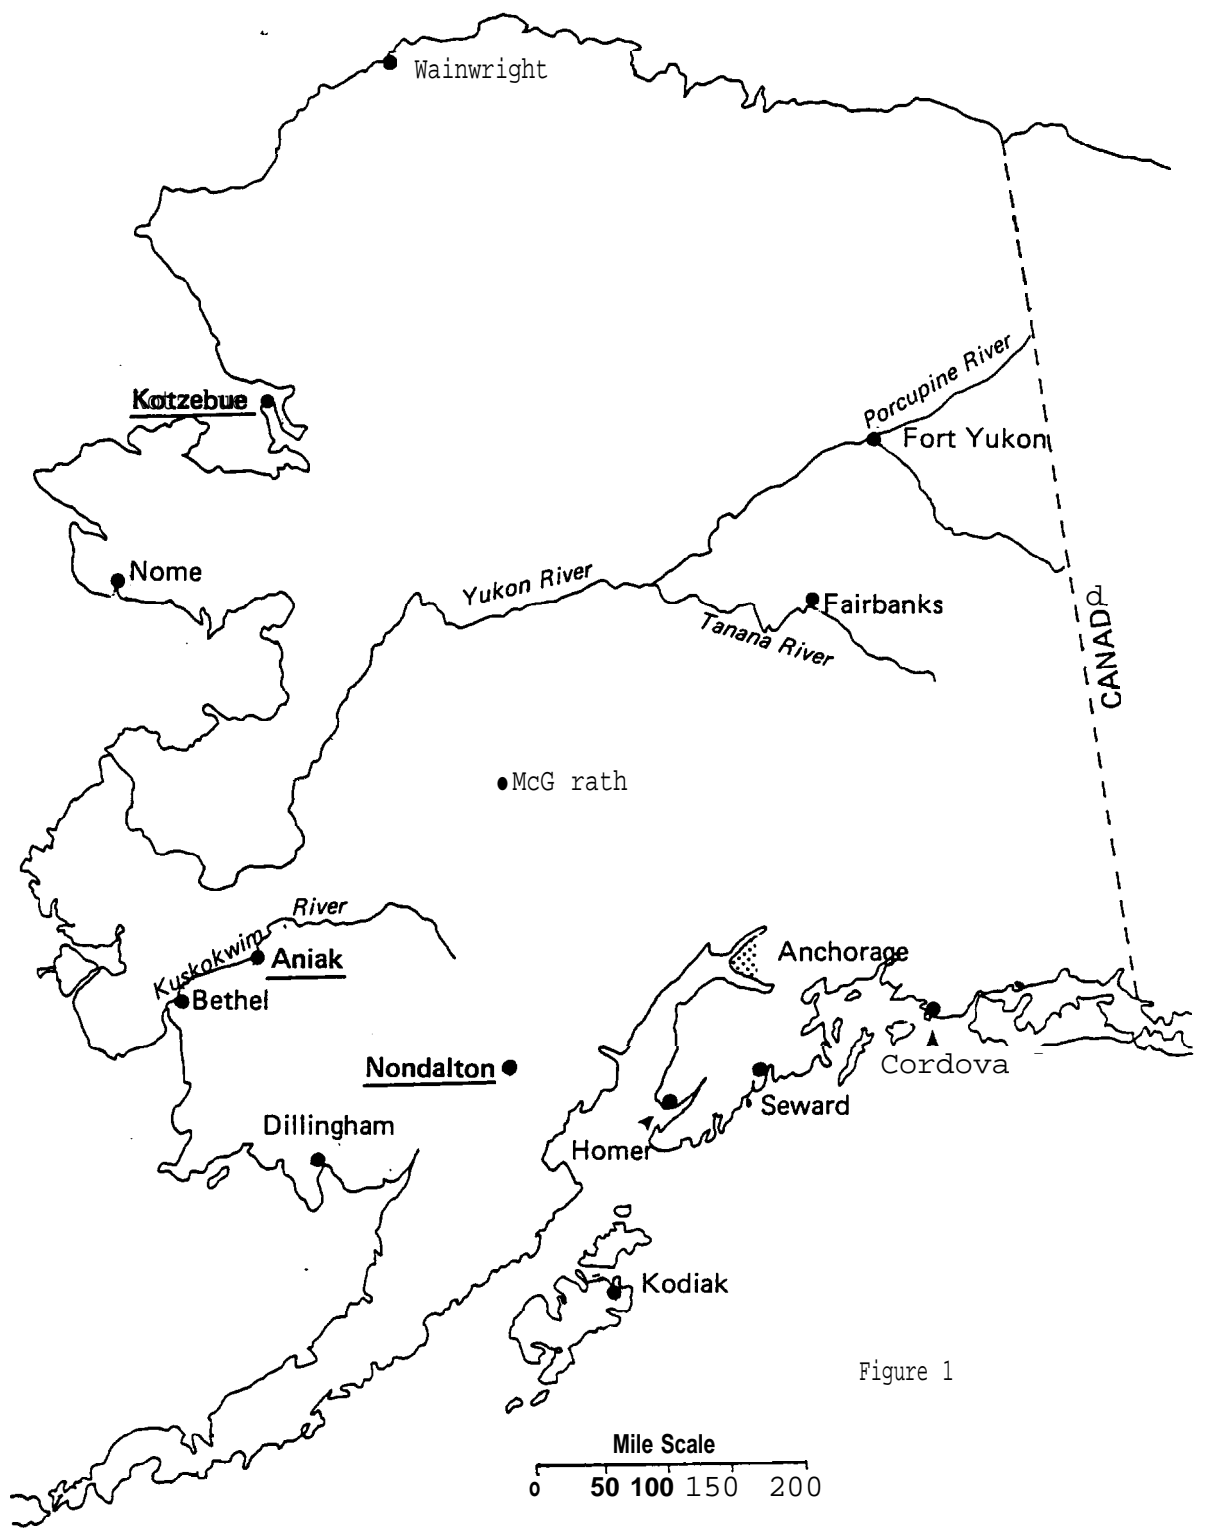 Wainwright
Porcupine River
Kotzebue
Fort Yukon
Nome
Yukon River
Fairbanks
Tanana River
CANADd
McG rath
River
Kuskokwim
Aniak
Anchorage
Bethel
Nondalton
Cordova
Seward
Dillingham
Homer
Kodiak
Figure 1
Mile Scale
0 50 100 150 200